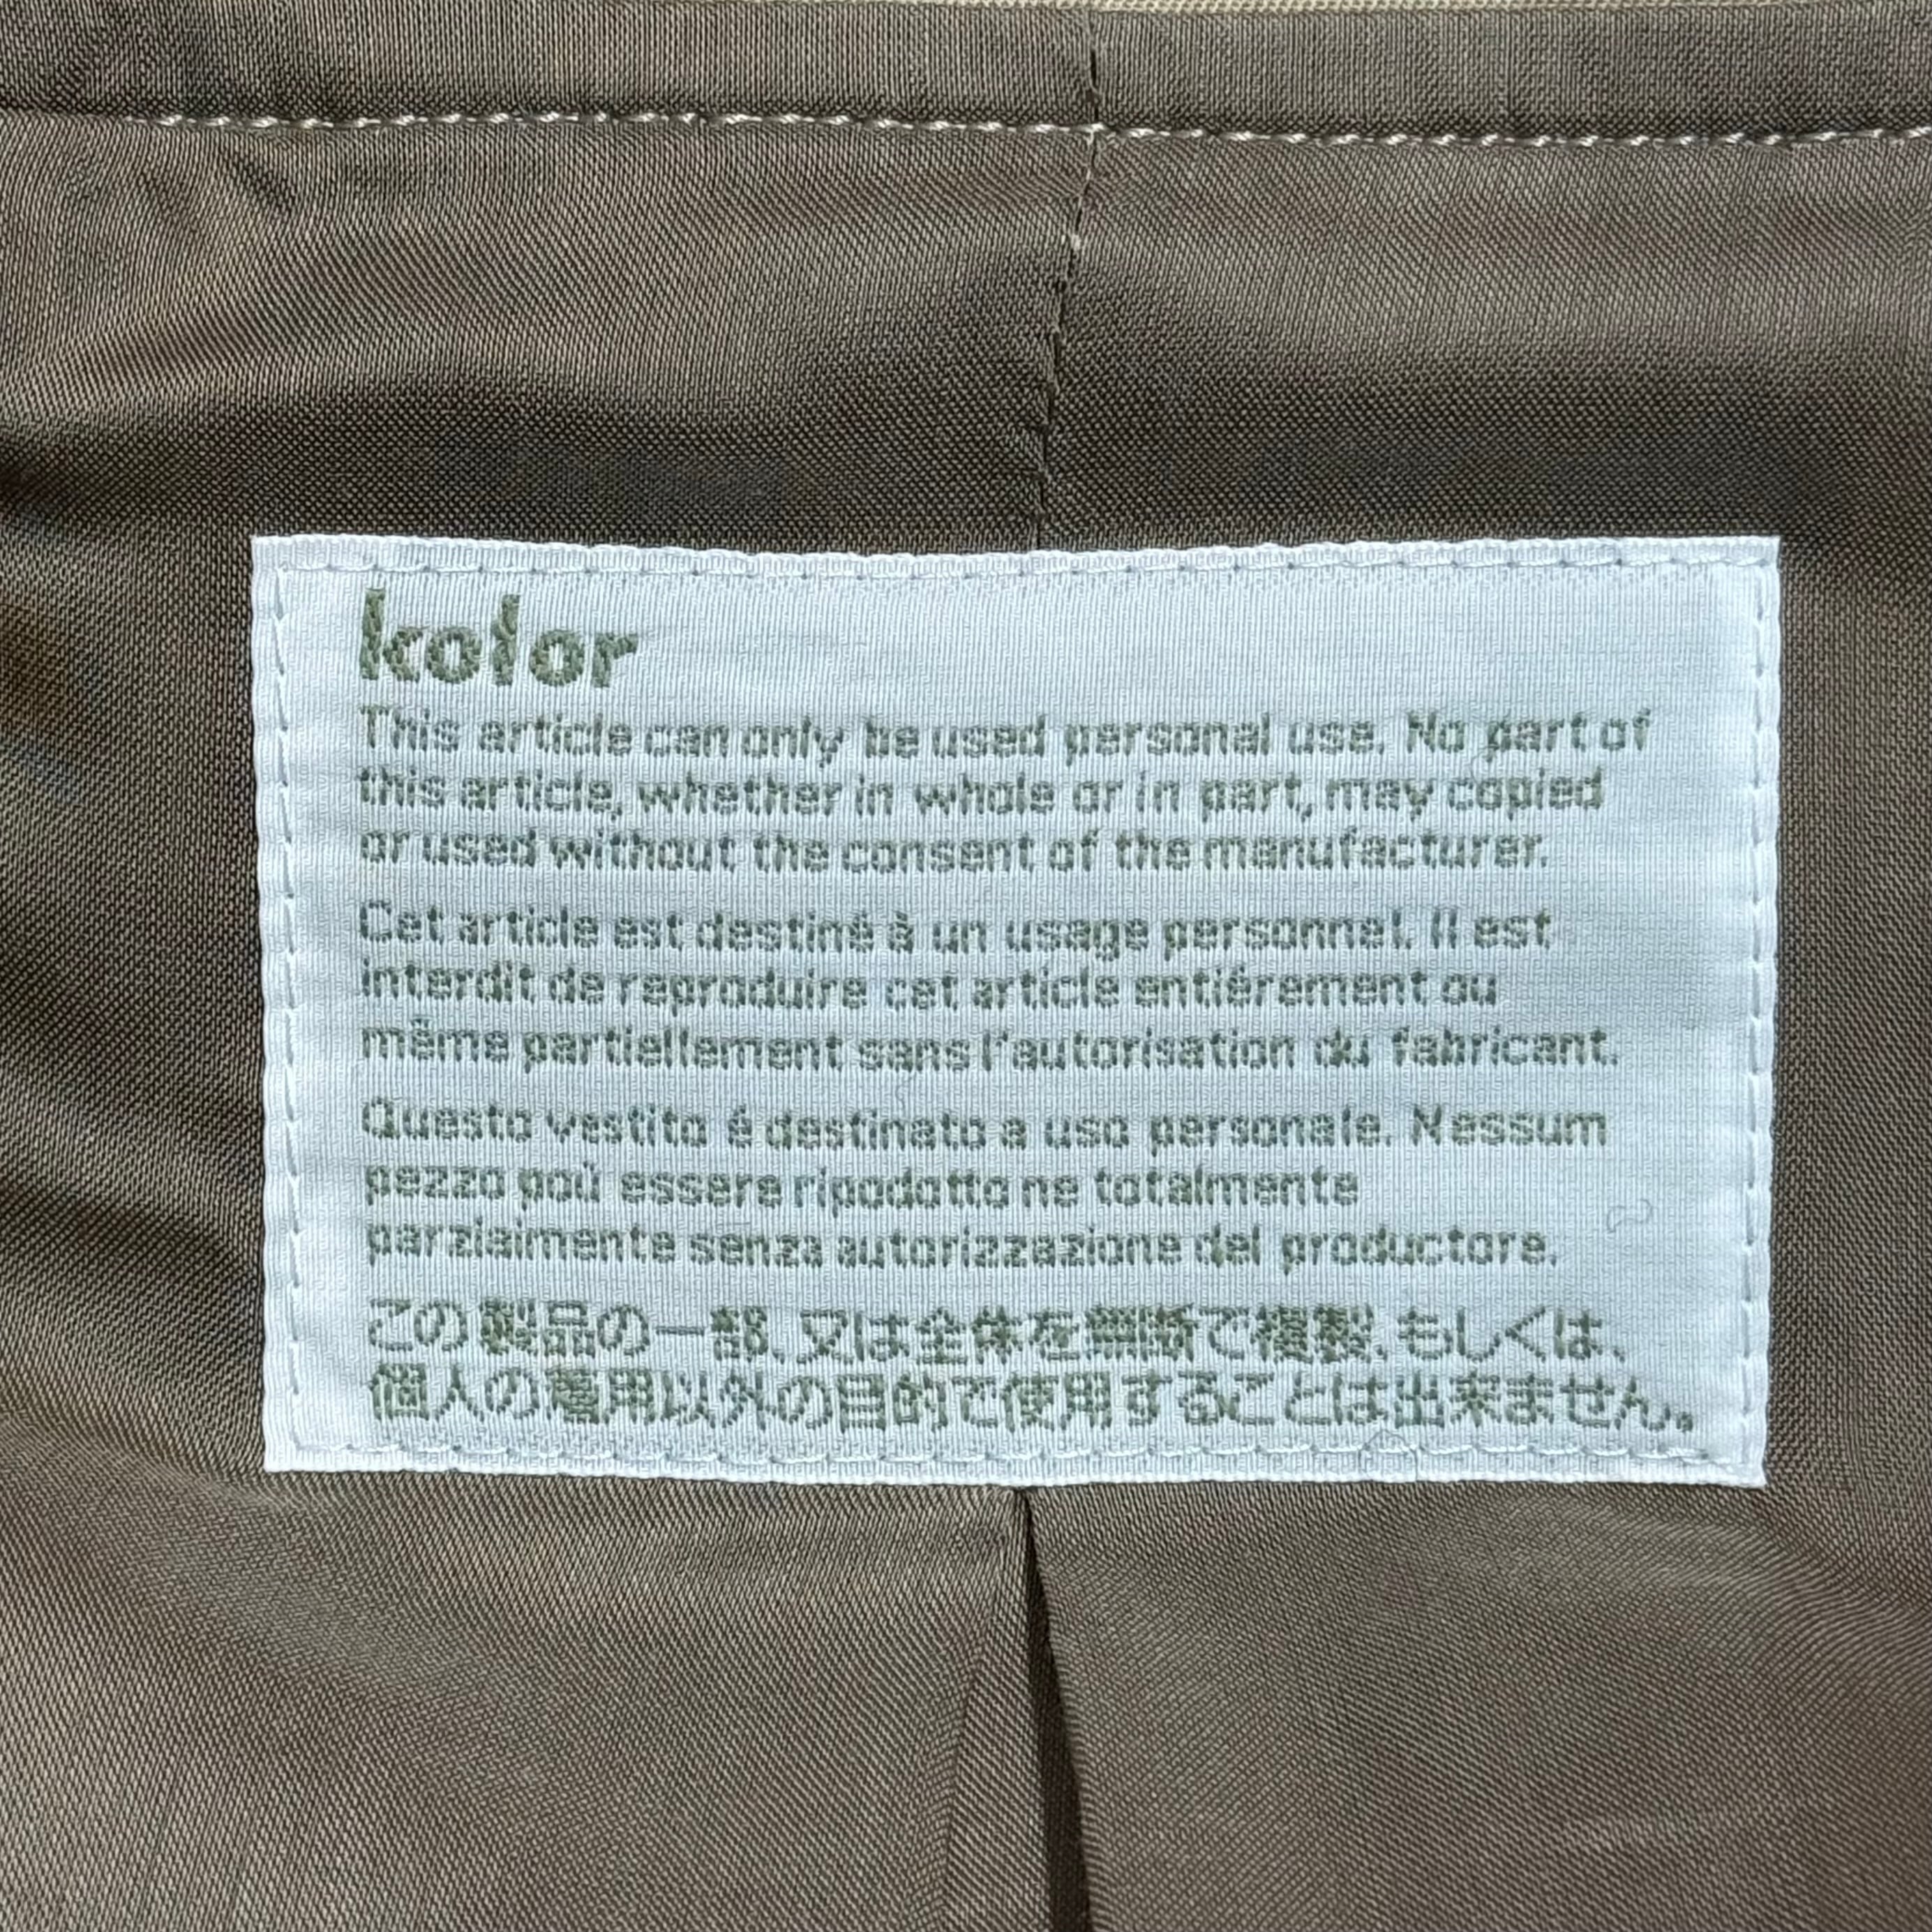 kolor
This article can only be used personal use. No part of
this article, whether in whole or in part, may copied
or used without the consent of the manufacturer.
Cet article est destiné à un usage personnel. Il est
interdit de reproduire cet article entiérement ou
même partiellement sans l'autorisation du fabricant.
Questo vestito é destinato a uso personale. Nessum
pezzo poù essere ripodotto ne totalmente
parzialmente senza autorizzazione del productore.
この製品の一部、又は全体を無断で複製、もしくは、
個人の着用以外の目的で使用することは出来ません。